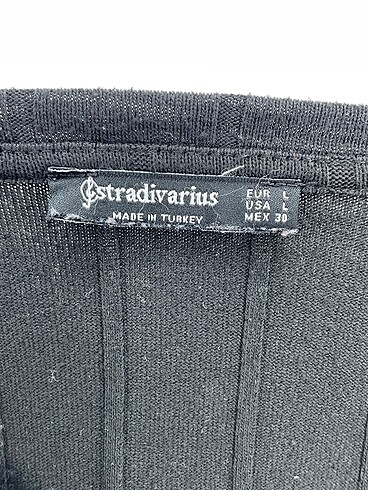 stradivarius
MADE IN TURKEY
EUR L
USA L
MEX 30